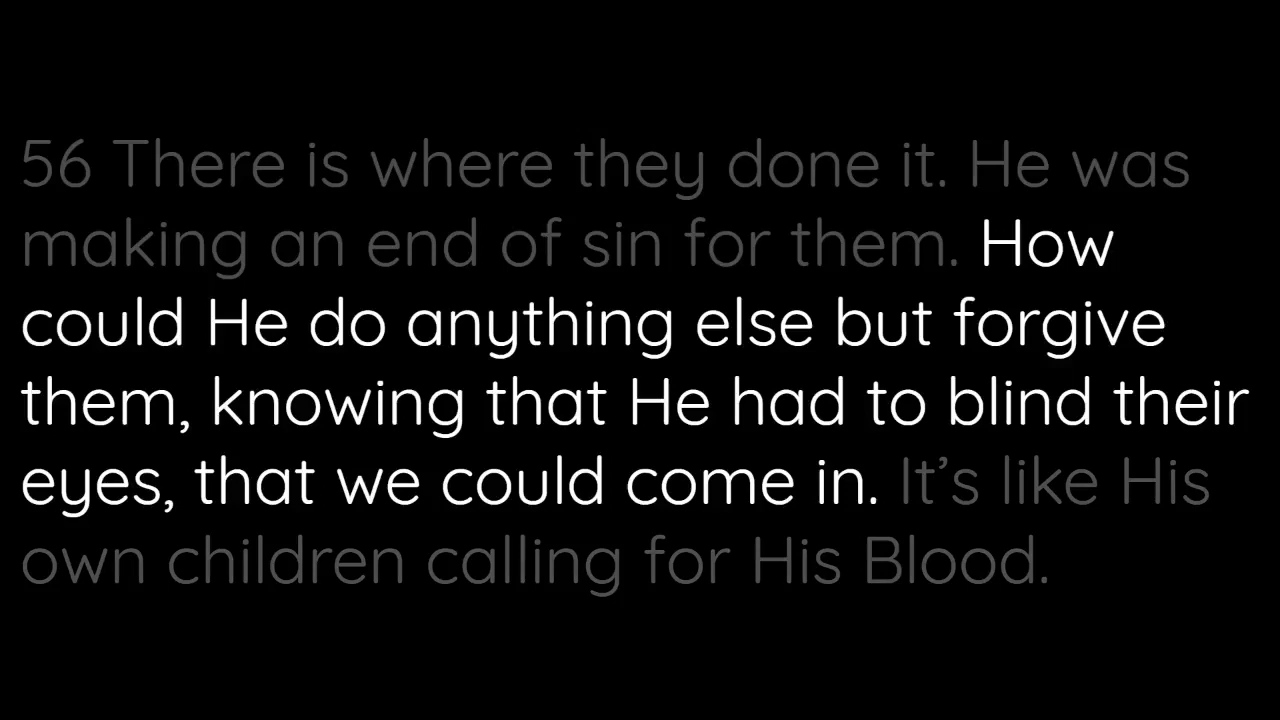 56 There is where they done it. He was
making an end of sin for them. How
could He do anything else but forgive
them, knowing that He had to blind their
eyes, that we could come in. It’s like His
own children calling for His Blood.